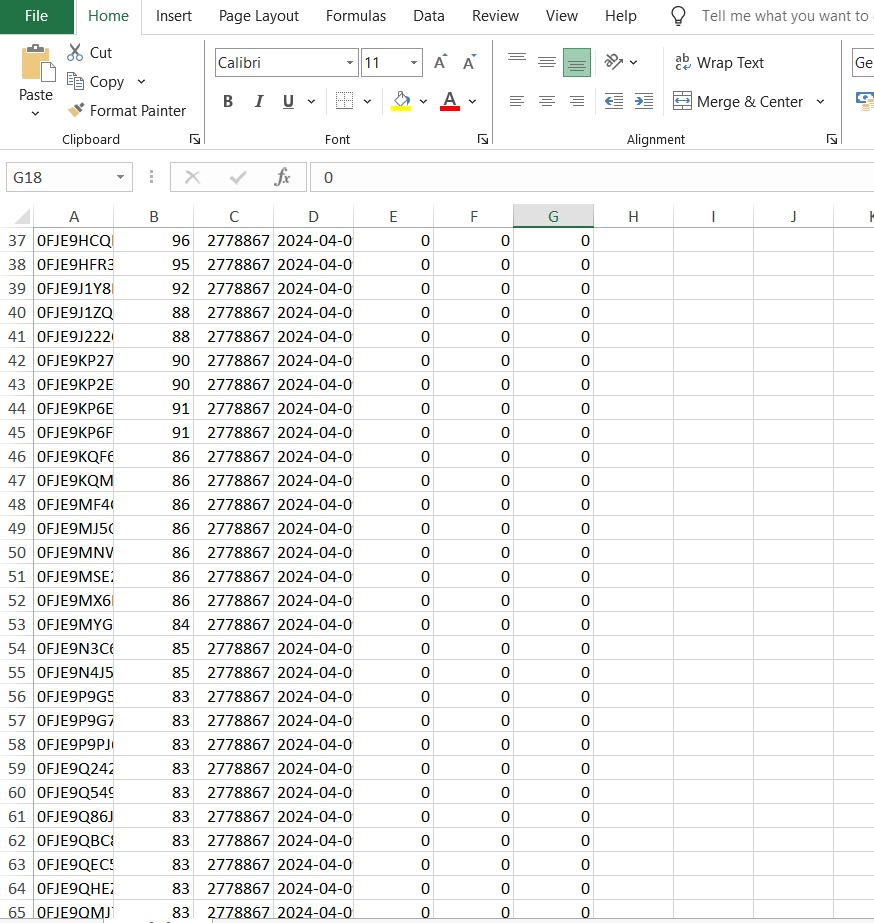 File Home Insert Page Layout Formulas Data Review View Help Tell me what you want to
Cut
Copy
Format Painter
Paste
Clipboard
Calibri 11 A A
B I U A
Font
ab Wrap Text
Merge & Center
Alignment
Ge
G18 fx 0
A B C D E F G H I J K
37 0FJE9HCQ 96 2778867 2024-04-0 0 0 0
38 0FJE9HFR3 95 2778867 2024-04-0 0 0 0
39 0FJE9J1Y8 92 2778867 2024-04-0 0 0 0
40 0FJE9J1ZQ 88 2778867 2024-04-0 0 0 0
41 0FJE9J222 88 2778867 2024-04-0 0 0 0
42 0FJE9KP27 90 2778867 2024-04-0 0 0 0
43 0FJE9KP2E 90 2778867 2024-04-0 0 0 0
44 0FJE9KP6E 91 2778867 2024-04-0 0 0 0
45 0FJE9KP6F 91 2778867 2024-04-0 0 0 0
46 0FJE9KQF6 86 2778867 2024-04-0 0 0 0
47 0FJE9KQM 86 2778867 2024-04-0 0 0 0
48 0FJE9MF4 86 2778867 2024-04-0 0 0 0
49 0FJE9MJ5 86 2778867 2024-04-0 0 0 0
50 0FJE9MNW 86 2778867 2024-04-0 0 0 0
51 0FJE9MSE2 86 2778867 2024-04-0 0 0 0
52 0FJE9MX6 86 2778867 2024-04-0 0 0 0
53 0FJE9MYG 84 2778867 2024-04-0 0 0 0
54 0FJE9N3C6 85 2778867 2024-04-0 0 0 0
55 0FJE9N4J5 85 2778867 2024-04-0 0 0 0
56 0FJE9P9G5 83 2778867 2024-04-0 0 0 0
57 0FJE9P9G7 83 2778867 2024-04-0 0 0 0
58 0FJE9P9PJ 83 2778867 2024-04-0 0 0 0
59 0FJE9Q242 83 2778867 2024-04-0 0 0 0
60 0FJE9Q549 83 2778867 2024-04-0 0 0 0
61 0FJE9Q86J 83 2778867 2024-04-0 0 0 0
62 0FJE9QBC8 83 2778867 2024-04-0 0 0 0
63 0FJE9QEC5 83 2778867 2024-04-0 0 0 0
64 0FJE9QHEZ 83 2778867 2024-04-0 0 0 0
65 0FJE9QMJ 83 2778867 2024-04-0 0 0 0